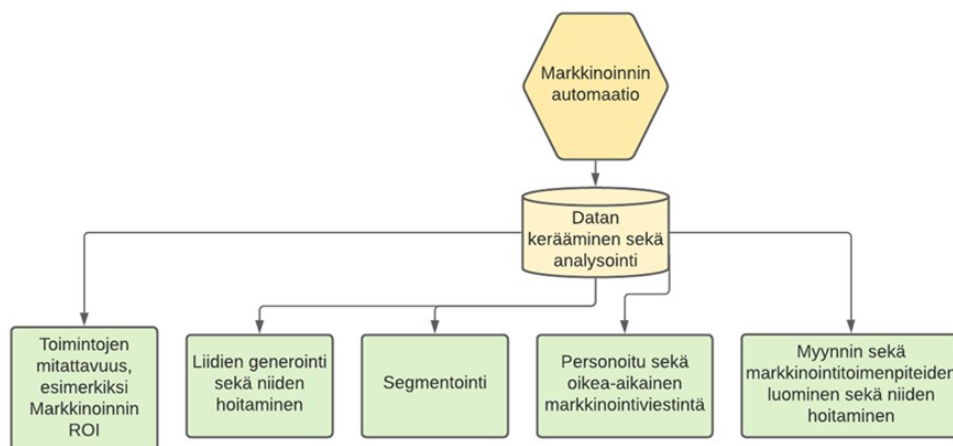 Markkinoinnin
automaatio
Datan
kerääminen sekä
analysointi
Toimintojen
mitattavuus,
esimerkiksi
Markkinoinnin
ROI
Liidien generointi
sekä niiden
hoitaminen
Segmentointi
Personoitu sekä
oikea-aikainen
markkinointiviestintä
Myynnin sekä
markkinointitoimenpiteiden
luominen sekä niiden
hoitaminen